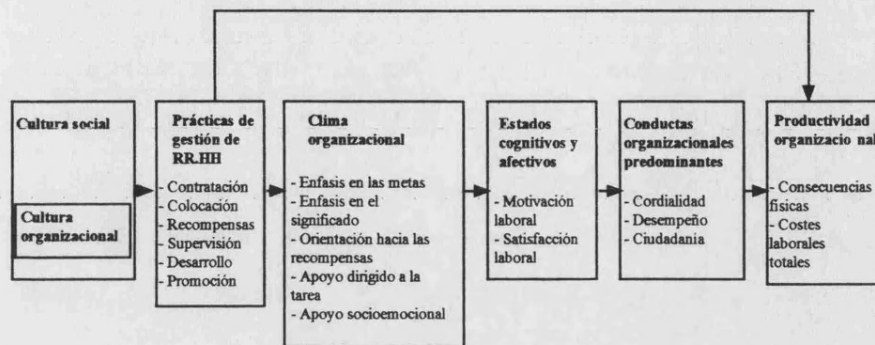 Cultura social
Cultura
organizacional
Prácticas de
gestión de
RR.HH
- Contratación
- Colocación
- Recompensas
- Supervisión
- Desarrollo
- Promoción
Clima
organizacional
- Enfasis en las metas
- Enfasis en el
significado
- Orientación hacia las
recompensas
- Apoyo dirigido a la
tarea
- Apoyo socioemocional
Estados
cognitivos y
afectivos
- Motivación
laboral
- Satisfacción
laboral
Conductas
organizacionales
predominantes
- Cordialidad
- Desempeño
- Ciudadania
Productividad
organizacio nal
- Consecuencias
físicas
- Costes
laborales
totales